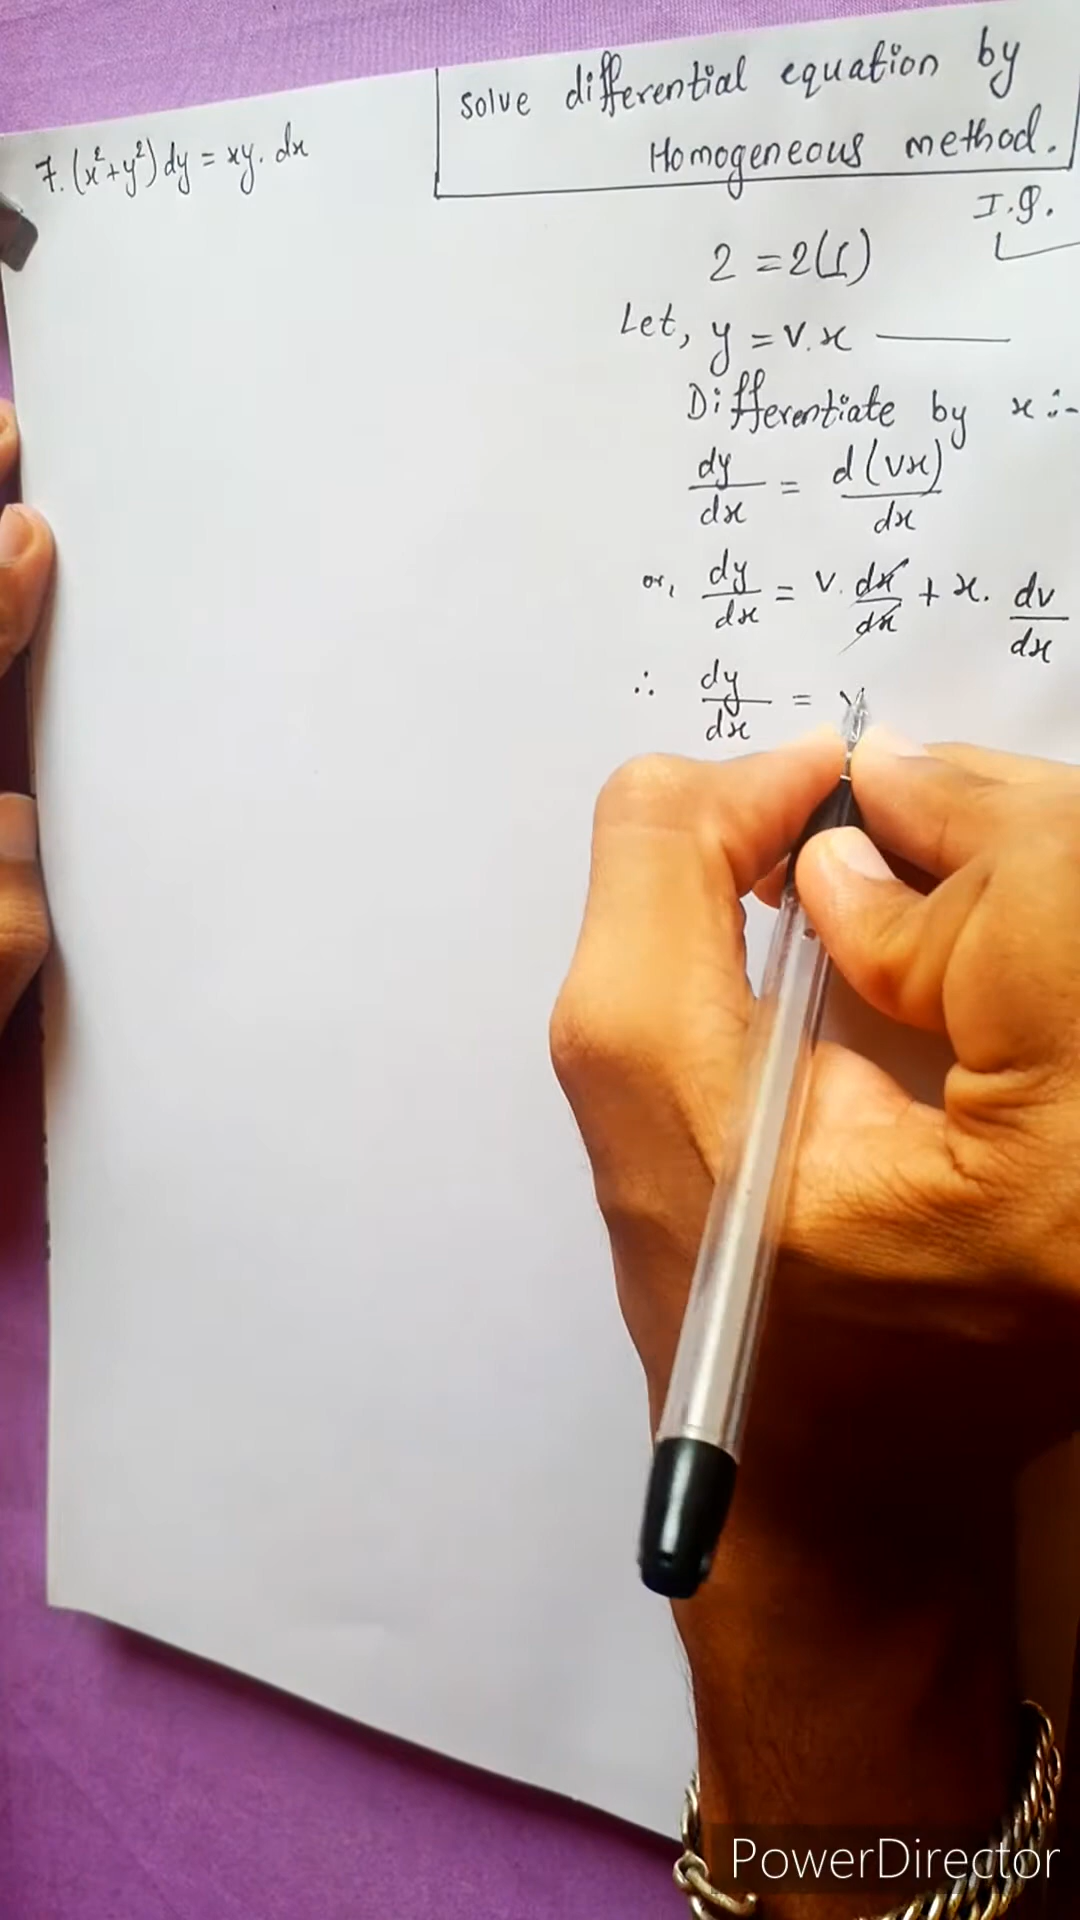 Solve differential equation by
Homogeneous method.
7. (x²+y²) dy = xy. dx
I.g.
2 = 2(1)
Let, y = v.x
Differentiate by x :-
dy/dx = d(vx)/dx
or, dy/dx = v. dx/dx + x. dv/dx
∴ dy/dx = v
PowerDirector